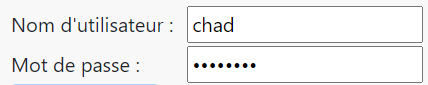 Nom d'utilisateur : chad
Mot de passe : ••••••••